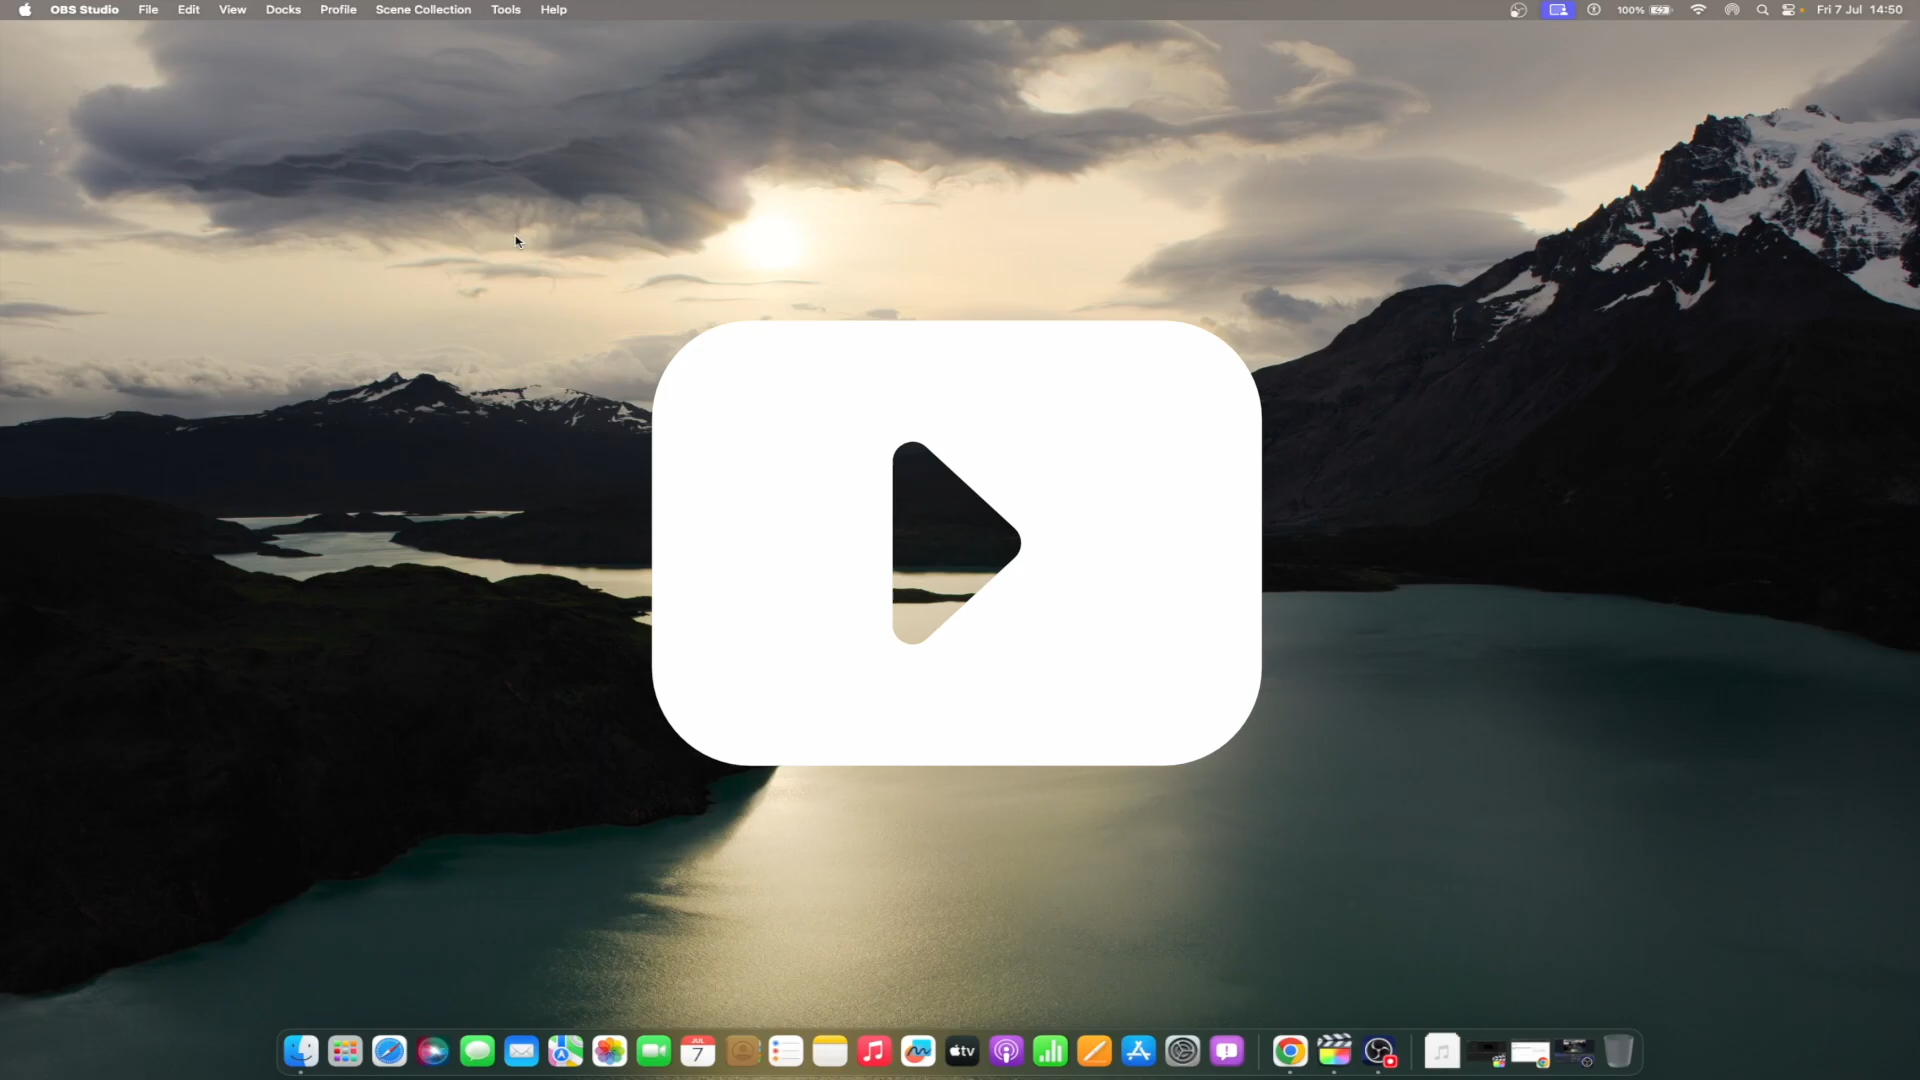 OBS Studio File Edit View Docks Profile Scene Collection Tools Help 100% Fri 7 Jul 14:50
JUL
7
tv